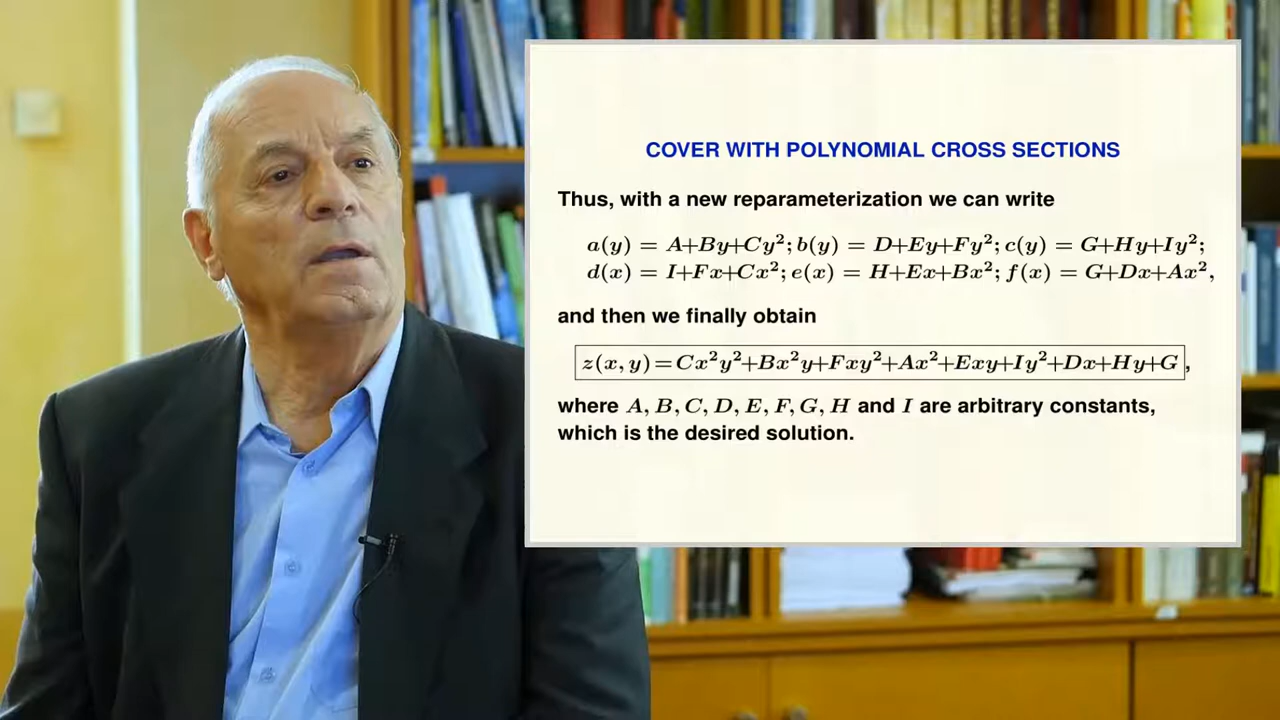 COVER WITH POLYNOMIAL CROSS SECTIONS
Thus, with a new reparameterization we can write
a(y) = A+By+Cy²; b(y) = D+Ey+Fy²; c(y) = G+Hy+Iy²;
d(x) = I+Fx+Cx²; e(x) = H+Ex+Bx²; f(x) = G+Dx+Ax²,
and then we finally obtain
z(x, y)=Cx²y²+Bx²y+Fxy²+Ax²+Exy+Iy²+Dx+Hy+G,
where A, B, C, D, E, F, G, H and I are arbitrary constants,
which is the desired solution.